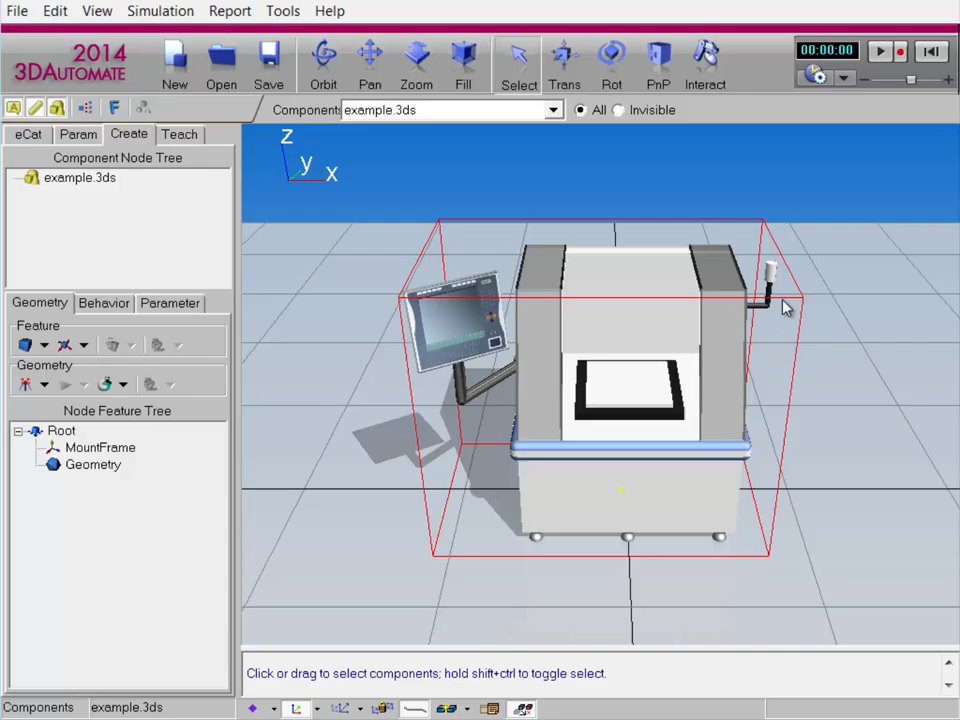 File Edit View Simulation Report Tools Help
2014
3DAUTOMATE
New Open Save Orbit Pan Zoom Fill Select Trans Rot PnP Interact
00:00:00
Component: example.3ds All Invisible
eCat Param Create Teach
Component Node Tree
example.3ds
Geometry Behavior Parameter
Feature
Geometry
Node Feature Tree
Root
MountFrame
Geometry
z
y
x
Click or drag to select components; hold shift+ctrl to toggle select.
Components example.3ds